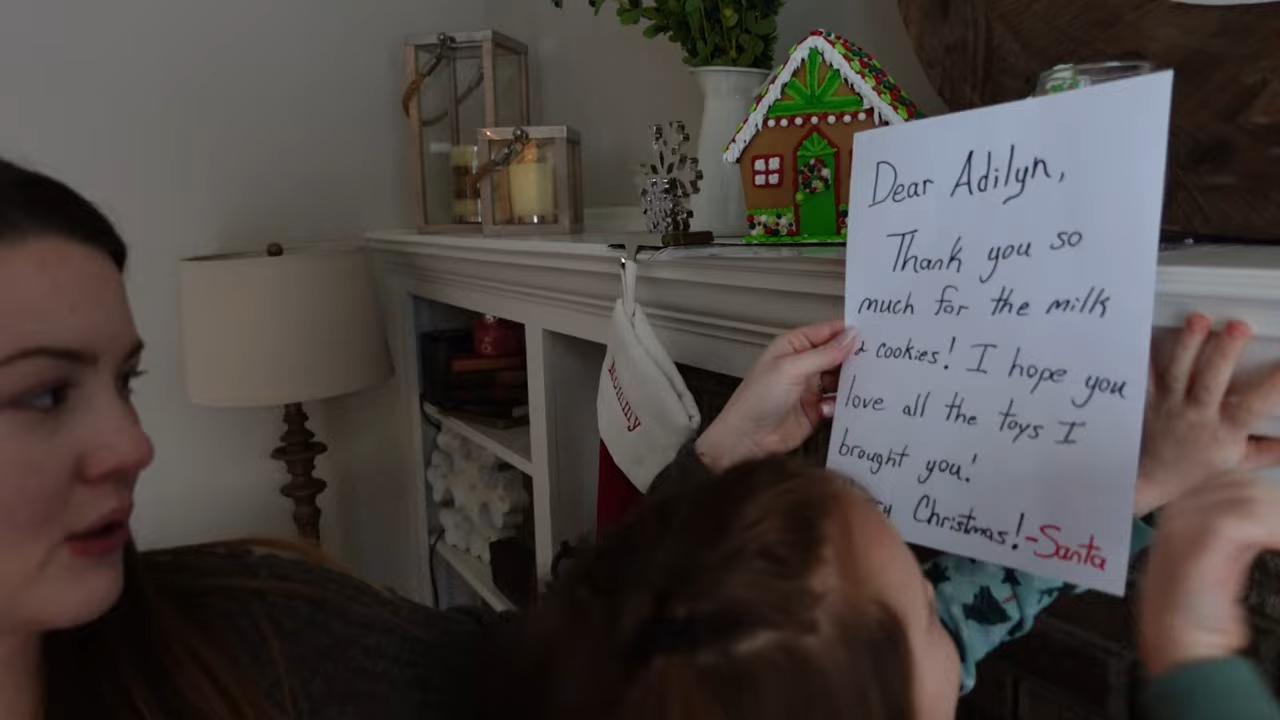 Dear Adilyn,
Thank you so
much for the milk
& cookies! I hope you
love all the toys I
brought you!
Christmas! -Santa
Mommy